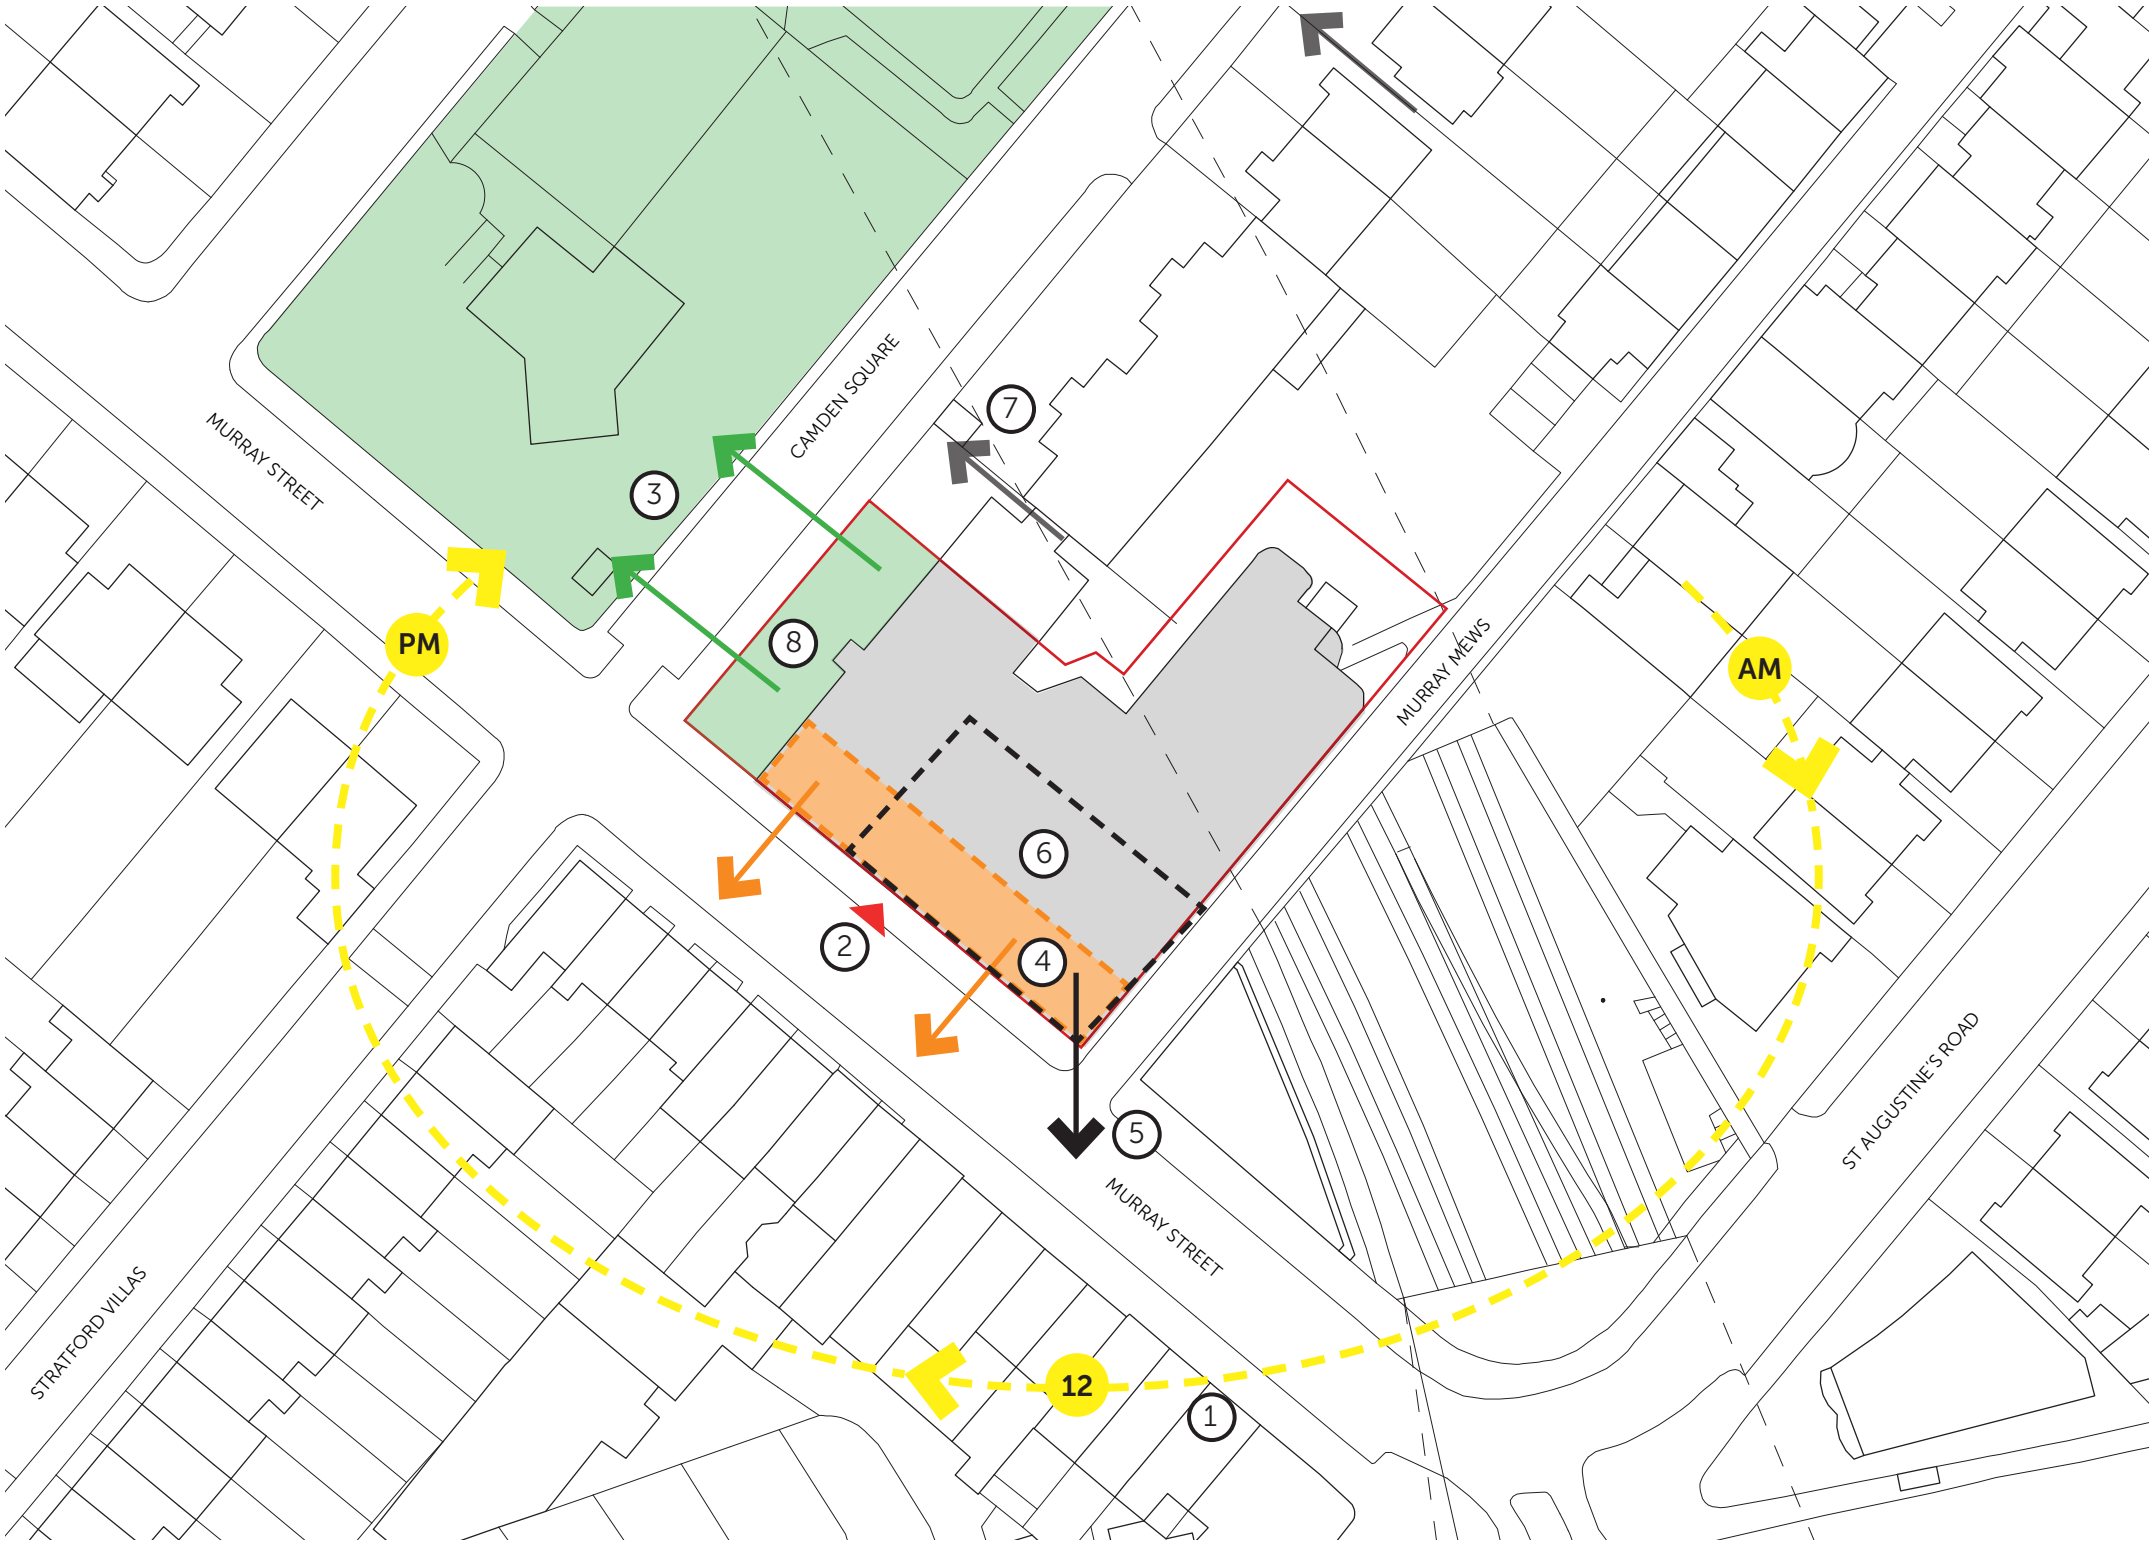 7
CAMDEN SQUARE
MURRAY STREET
3
8
PM
MURRAY MEWS
AM
6
2
4
5
MURRAY STREET
ST AUGUSTINE'S ROAD
STRATFORD VILLAS
12
1